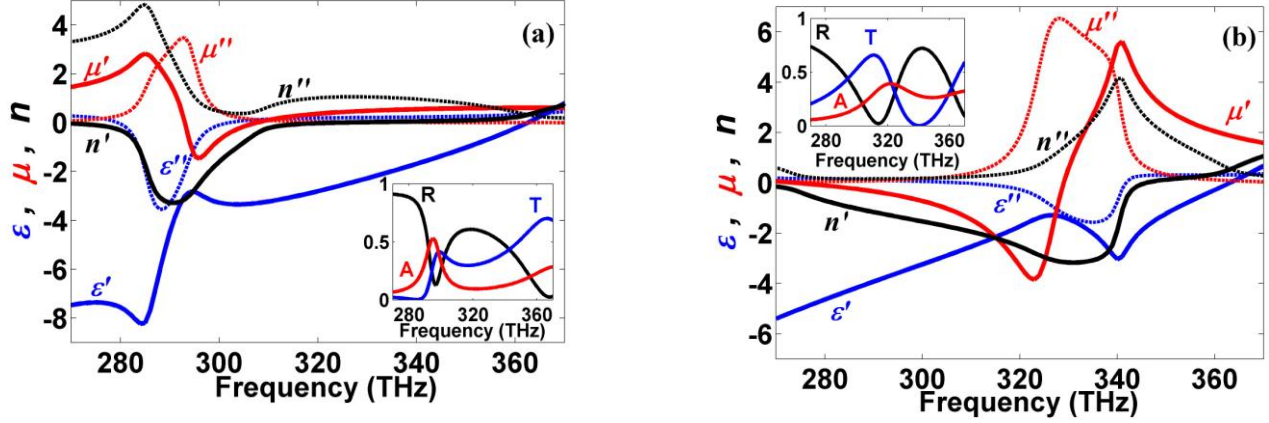 (a)
4
2
0
-2
-4
-6
-8
ε, μ, n
μ'
μ''
n''
n'
ε''
ε'
280 300 320 340 360
Frequency (THz)
1
0.5
0
R
T
A
280 300 320 340 360
Frequency (THz)
(b)
6
4
2
0
-2
-4
-6
ε, μ, n
μ''
μ'
n''
n'
ε''
ε'
280 300 320 340 360
Frequency (THz)
1
0.5
0
R
T
A
280 300 320 340 360
Frequency (THz)